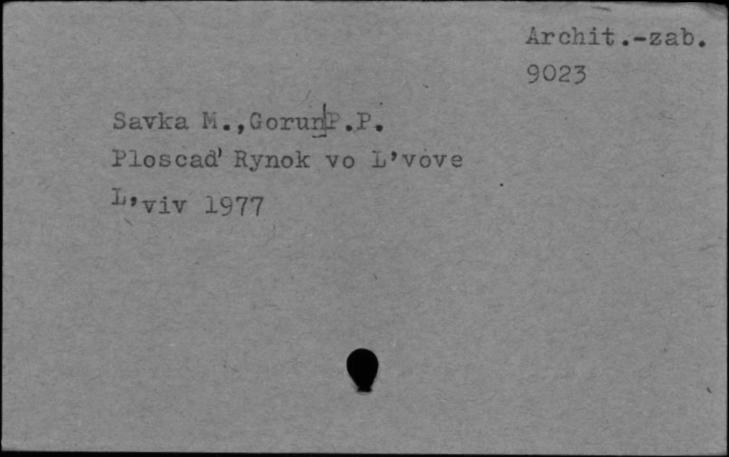 Archit.-zab.
9023
Savka M.,Gorun P.P.
Ploscad' Rynok vo L'vove
L'viv 1977